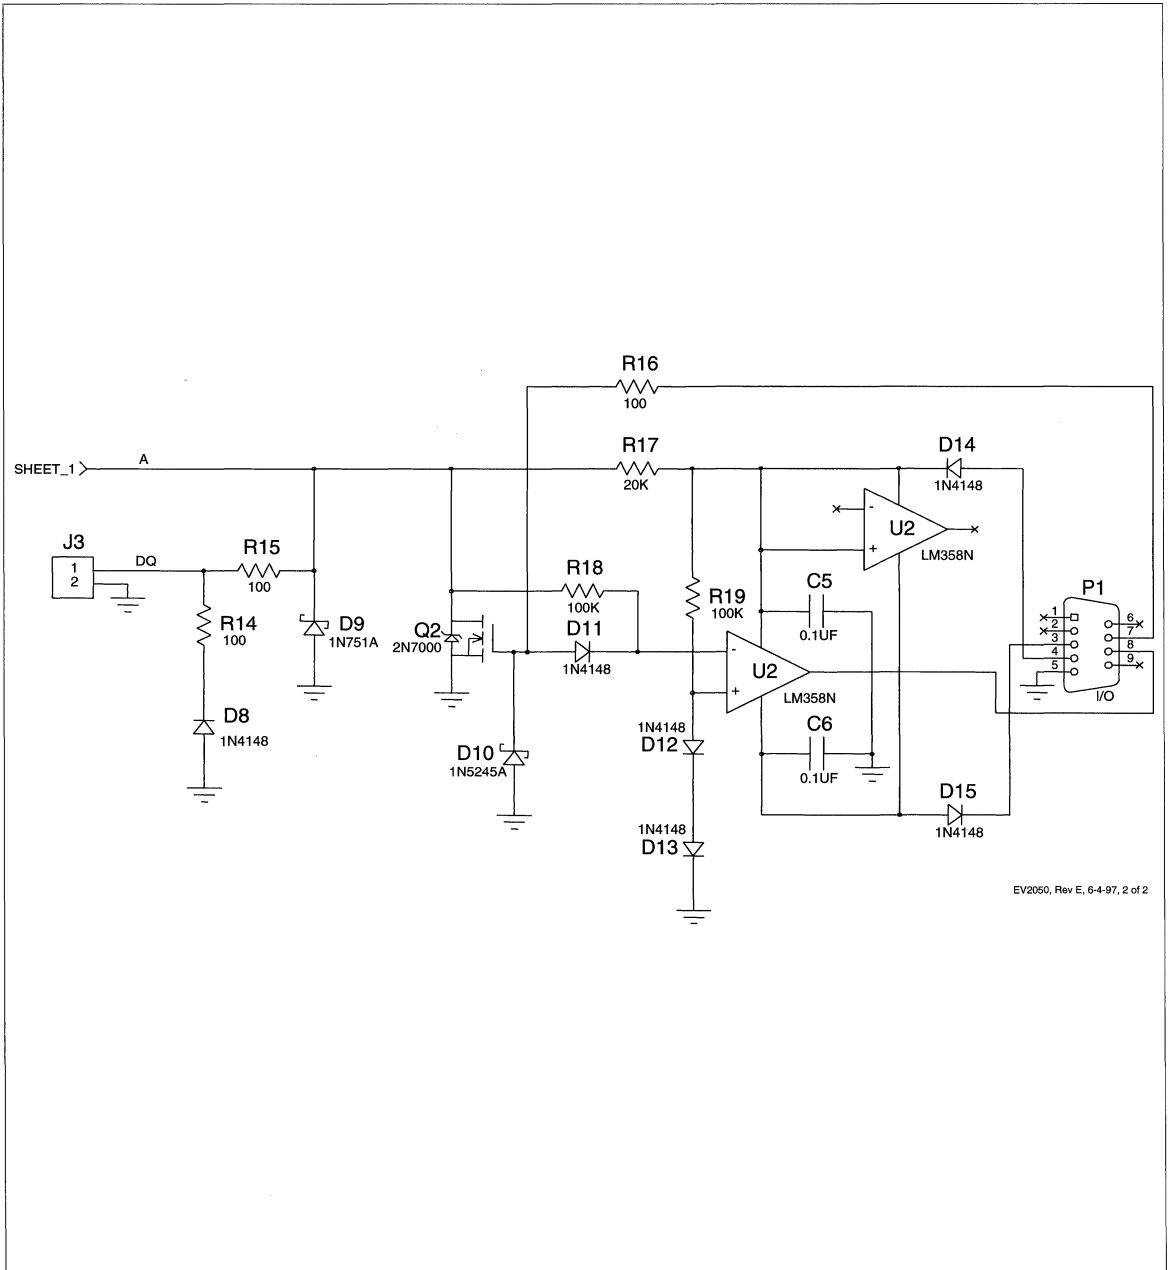 R16
100
SHEET_1
A
R17
20K
D14
1N4148
-
+
U2
LM358N
J3
1
2
DQ
R15
100
R14
100
D9
1N751A
R18
100K
R19
100K
C5
0.1UF
P1
1
2
3
4
5
6
7
8
9
I/O
Q2
2N7000
D11
1N4148
-
+
U2
LM358N
D8
1N4148
D10
1N5245A
1N4148
D12
C6
0.1UF
D15
1N4148
1N4148
D13
EV2050, Rev E, 6-4-97, 2 of 2